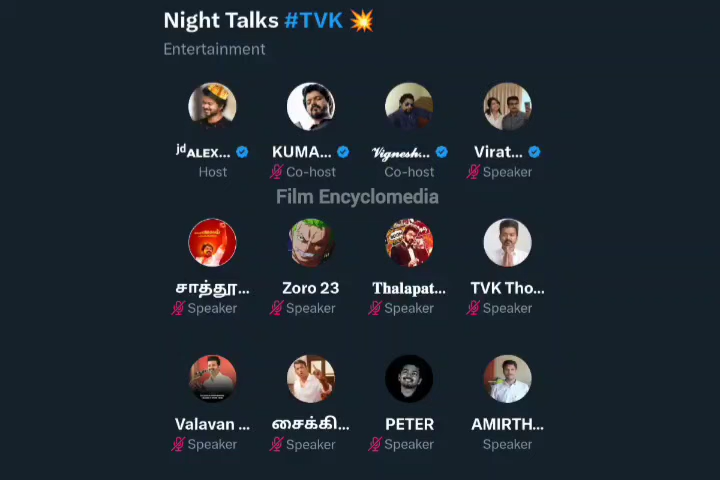 Night Talks #TVK 💥
Entertainment
jdALEX... KUMA... Vignesh... Virat...
Host Co-host Co-host Speaker
Film Encyclomedia
சாத்தூ... Zoro 23 Thalapat... TVK Tho...
Speaker Speaker Speaker Speaker
Valavan ... சைக்கி... PETER AMIRTH...
Speaker Speaker Speaker Speaker